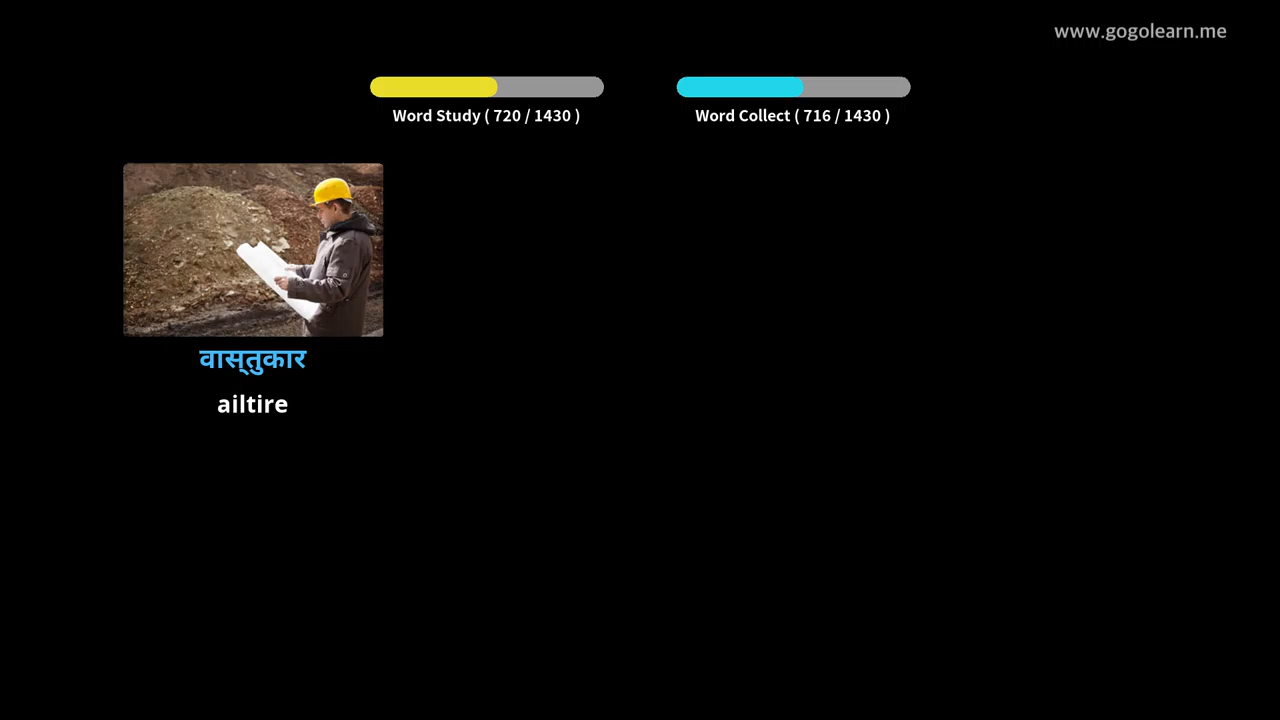 www.gogolearn.me
Word Study ( 720 / 1430 )
Word Collect ( 716 / 1430 )
वास्तुकार
ailtire